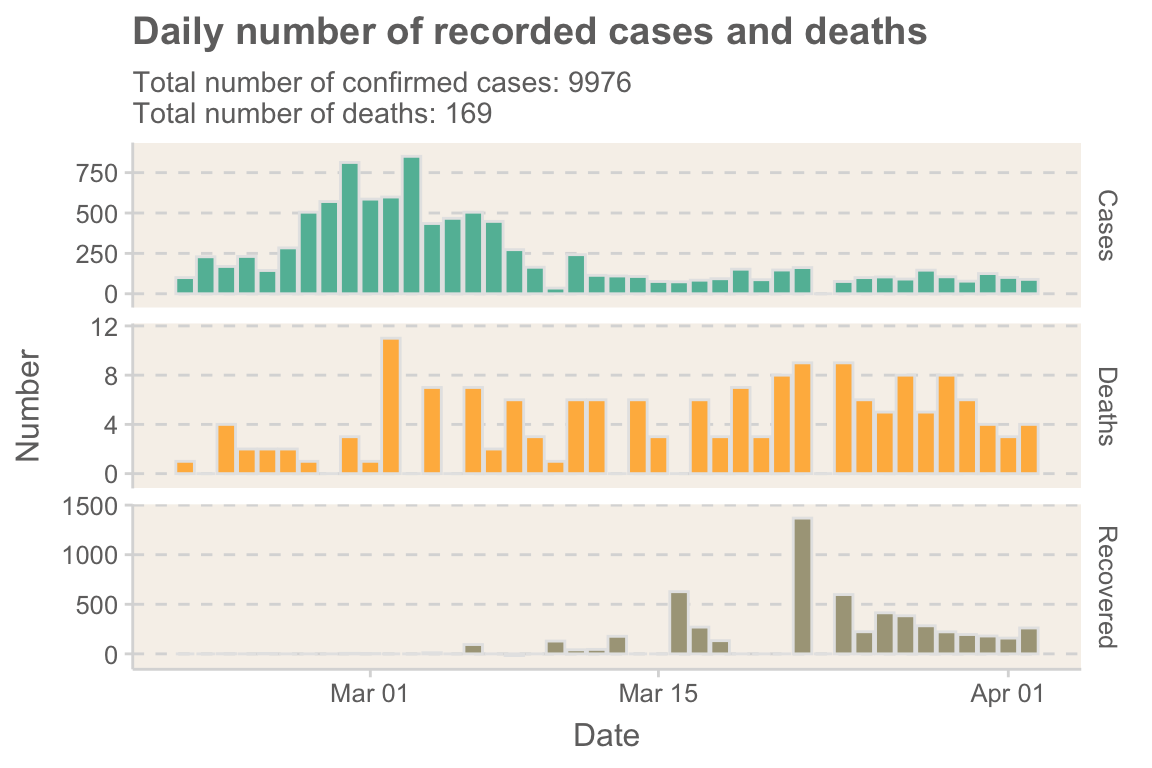 Daily number of recorded cases and deaths
Total number of confirmed cases: 9976
Total number of deaths: 169
750
500
250
0
Cases
12
8
4
0
Deaths
1500
1000
500
0
Recovered
Number
Mar 01
Mar 15
Apr 01
Date